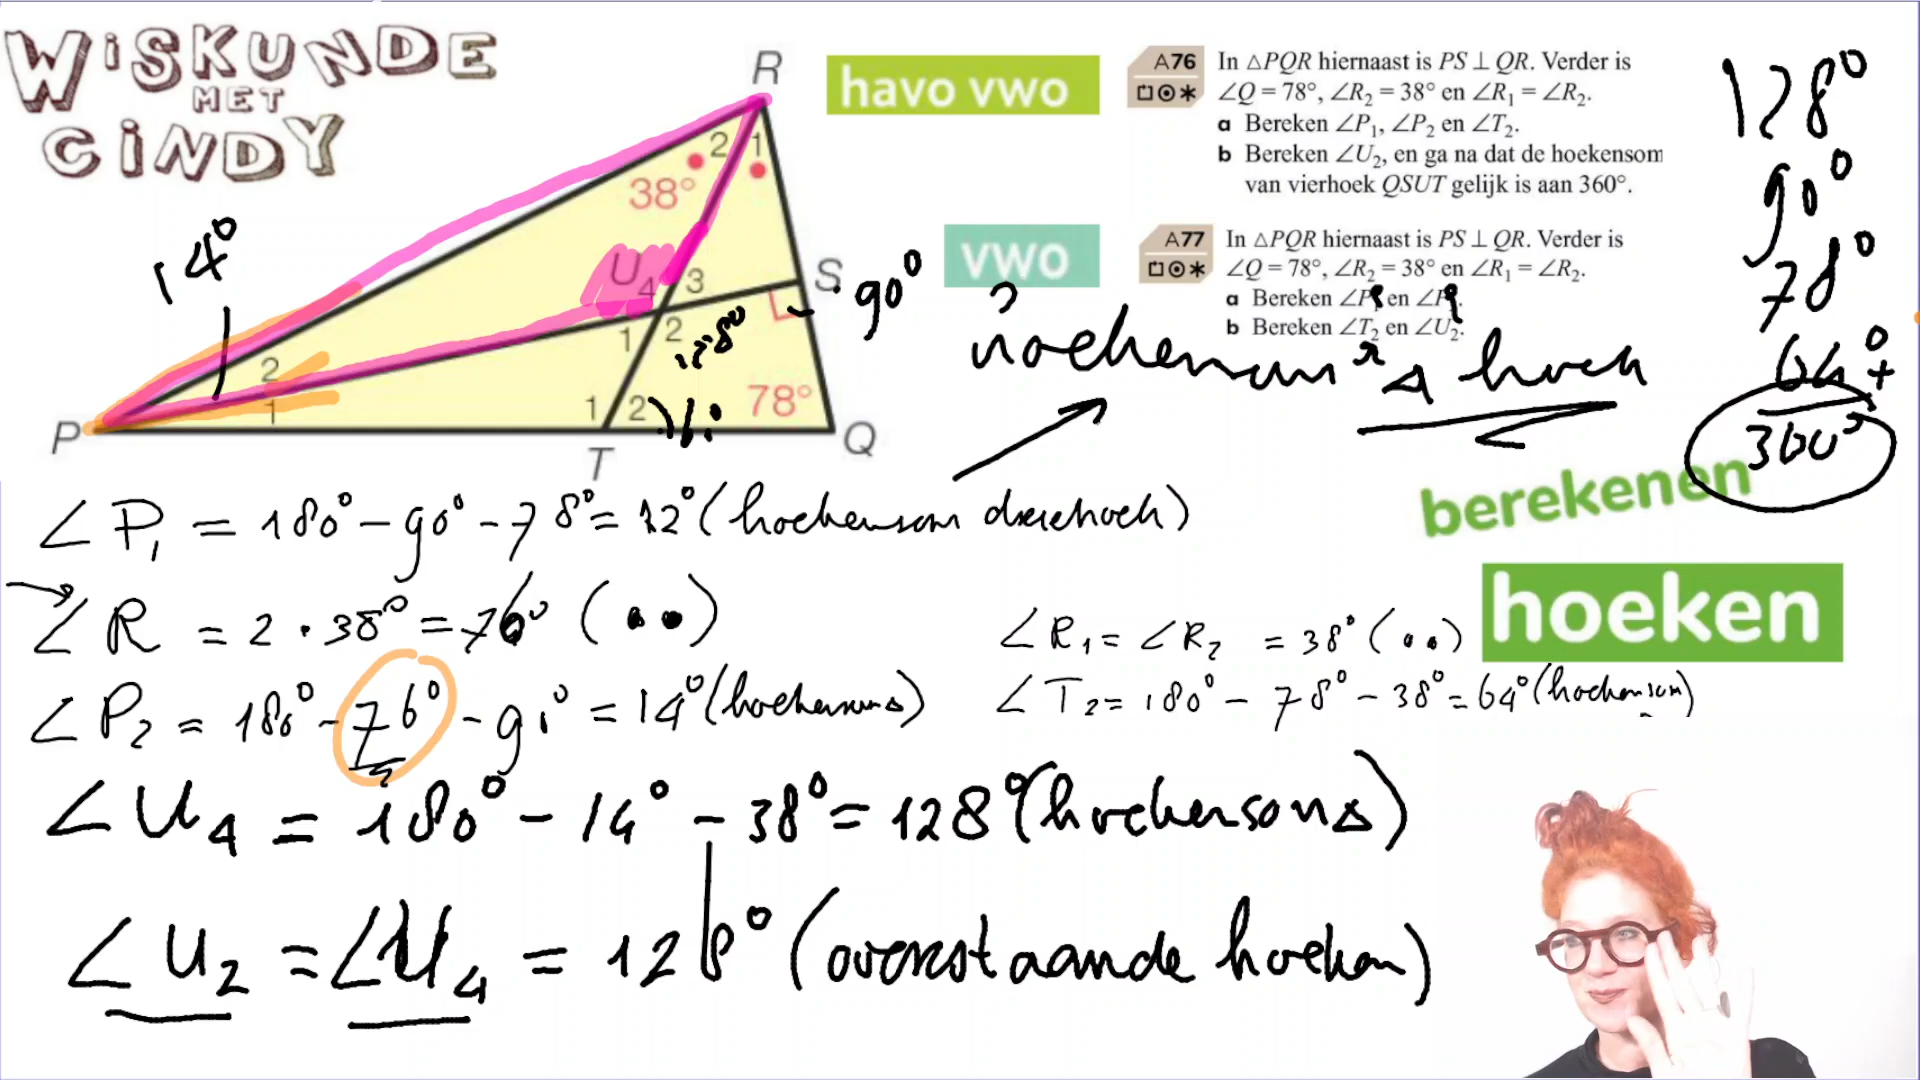 WiSKUNDE
MET
CiNDY
havo vwo
A76
In △PQR hiernaast is PS ⊥ QR. Verder is
∠Q = 78°, ∠R₂ = 38° en ∠R₁ = ∠R₂.
a Bereken ∠P₁, ∠P₂ en ∠T₂.
b Bereken ∠U₂, en ga na dat de hoekensom
van vierhoek QSUT gelijk is aan 360°.
vwo
A77
In △PQR hiernaast is PS ⊥ QR. Verder is
∠Q = 78°, ∠R₂ = 38° en ∠R₁ = ∠R₂.
a Bereken ∠P en ∠P.
b Bereken ∠T₂ en ∠U₂.
128°
90°
78°
64° +
360°
R
2 1
38°
14°
U
4 3
S
90°
1 2
128°
2
1
1 2
78°
P
T
Q
hoekensom △ hoek
berekenen
hoeken
∠P₁ = 180° - 90° - 78° = 12° (hoekensom driehoek)
∠R = 2 · 38° = 76° (••)
∠P₂ = 180° - 76° - 90° = 14° (hoekensom △)
∠R₁ = ∠R₂ = 38° (••)
∠T₂ = 180° - 78° - 38° = 64° (hoekensom)
∠U₄ = 180° - 14° - 38° = 128° (hoekensom △)
∠U₂ = ∠U₄ = 128° (overstaande hoeken)